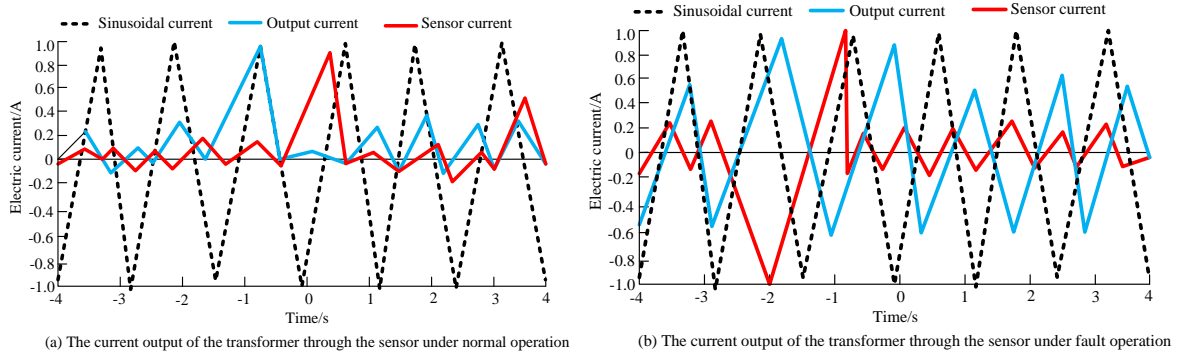 Sinusoidal current Output current Sensor current
Electric current/A
1.0
0.8
0.6
0.4
0.2
0
-0.2
-0.4
-0.6
-0.8
-1.0
-4 -3 -2 -1 0 1 2 3 4
Time/s
(a) The current output of the transformer through the sensor under normal operation
Sinusoidal current Output current Sensor current
Electric current/A
1.0
0.8
0.6
0.4
0.2
0
-0.2
-0.4
-0.6
-0.8
-1.0
-4 -3 -2 -1 0 1 2 3 4
Time/s
(b) The current output of the transformer through the sensor under fault operation